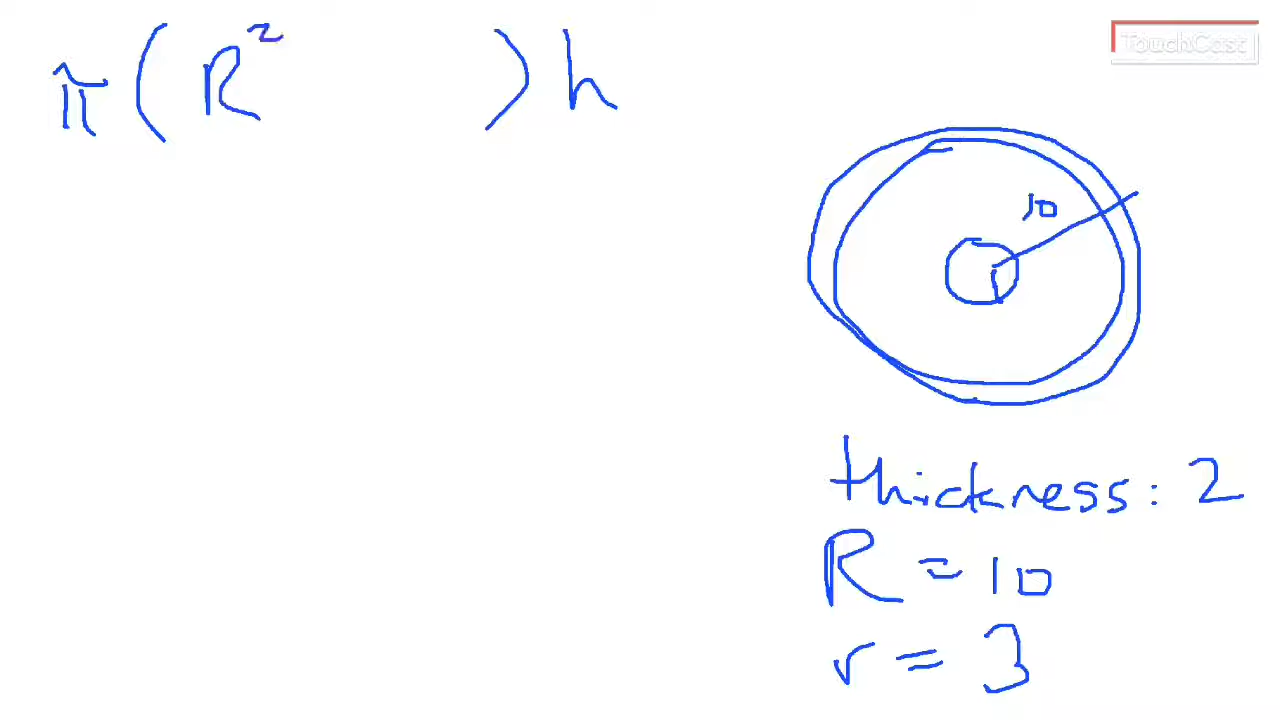 π ( R² ) h
TouchCast
10
thickness: 2
R = 10
r = 3